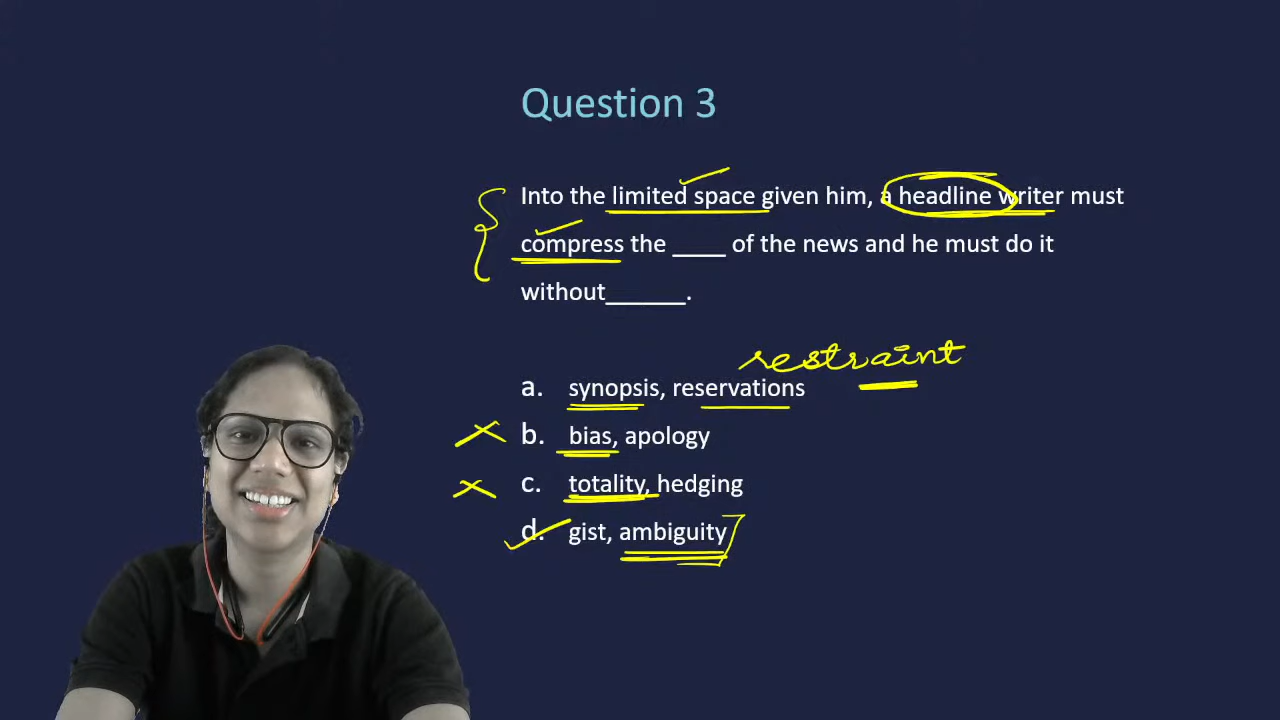 Question 3
Into the limited space given him, a headline writer must
compress the ____ of the news and he must do it
without______.
restraint
a. synopsis, reservations
b. bias, apology
c. totality, hedging
d. gist, ambiguity